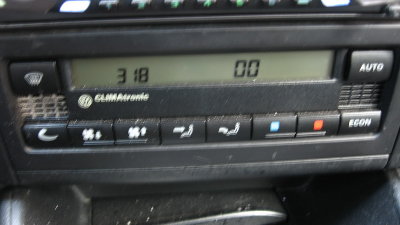 318 00
AUTO
CLIMAtronic
ECON